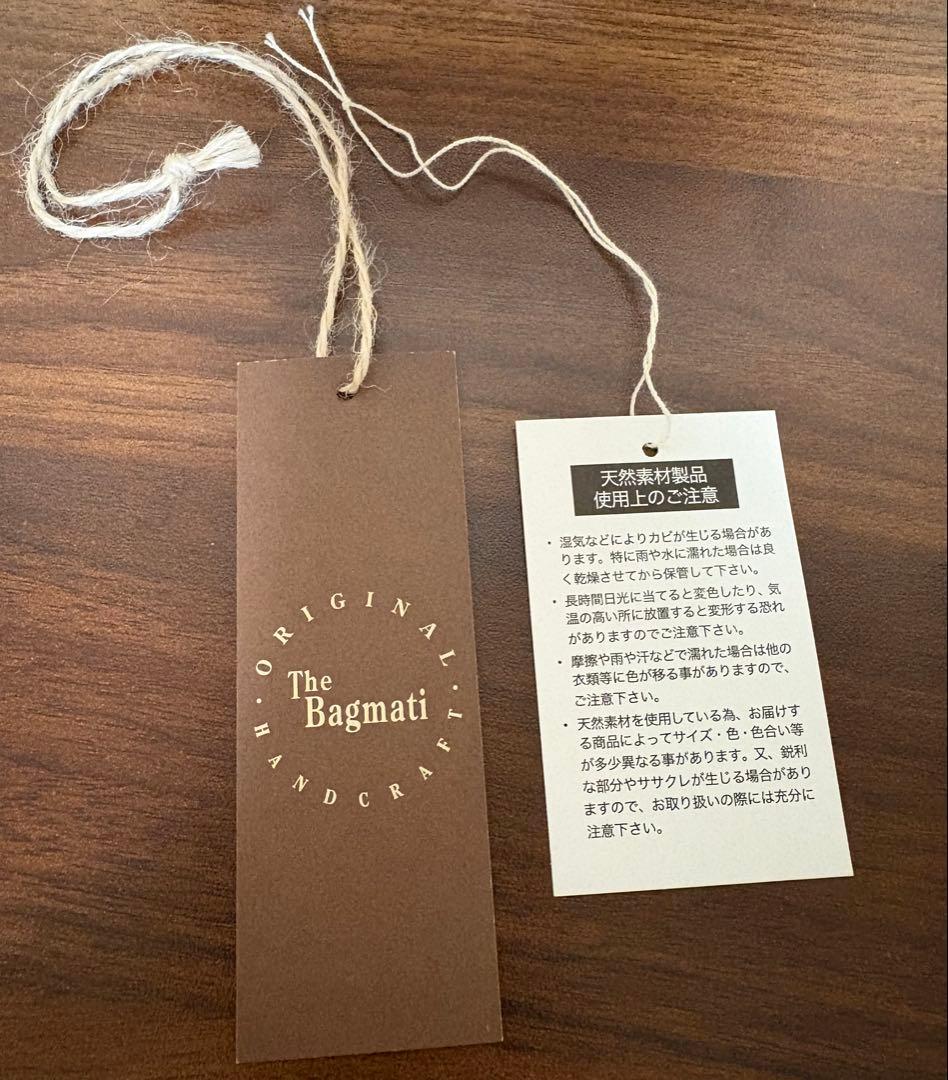 ORIGINAL
The
Bagmati
HANDCRAFT
天然素材製品
使用上のご注意
・湿気などによりカビが生じる場合があ
ります。特に雨や水に濡れた場合は良
く乾燥させてから保管して下さい。
・長時間日光に当てると変色したり、気
温の高い所に放置すると変形する恐れ
がありますのでご注意下さい。
・摩擦や雨や汗などで濡れた場合は他の
衣類等に色が移る事がありますので、
ご注意下さい。
・天然素材を使用している為、お届けす
る商品によってサイズ・色・色合い等
が多少異なる事があります。又、鋭利
な部分やササクレが生じる場合があり
ますので、お取り扱いの際には充分に
注意下さい。